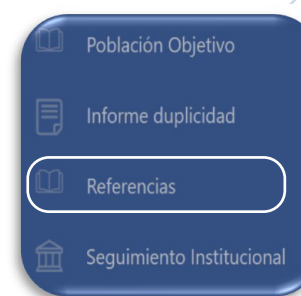 Población Objetivo
Informe duplicidad
Referencias
Seguimiento Institucional